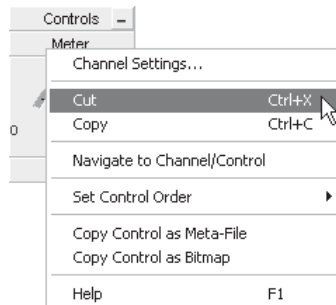 Controls
Meter
Channel Settings...
Cut Ctrl+X
Copy Ctrl+C
0
Navigate to Channel/Control
Set Control Order
Copy Control as Meta-File
Copy Control as Bitmap
Help F1